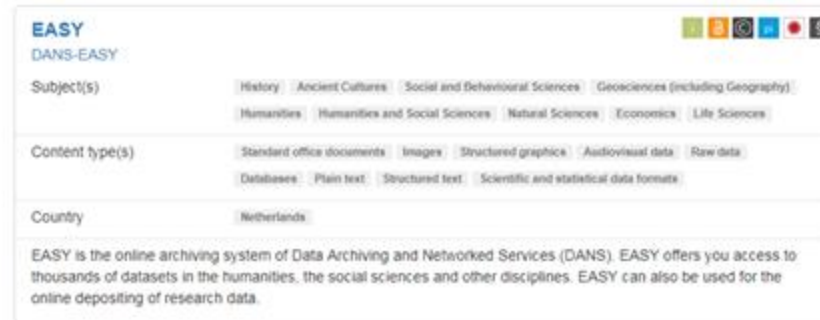 EASY
DANS-EASY
Subject(s) History Ancient Cultures Social and Behavioural Sciences Geosciences (including Geography)
Humanities Humanities and Social Sciences Natural Sciences Economics Life Sciences
Content type(s) Standard office documents Images Structured graphics Audiovisual data Raw data
Databases Plain text Structured text Scientific and statistical data formats
Country Netherlands
EASY is the online archiving system of Data Archiving and Networked Services (DANS). EASY offers you access to
thousands of datasets in the humanities, the social sciences and other disciplines. EASY can also be used for the
online depositing of research data.